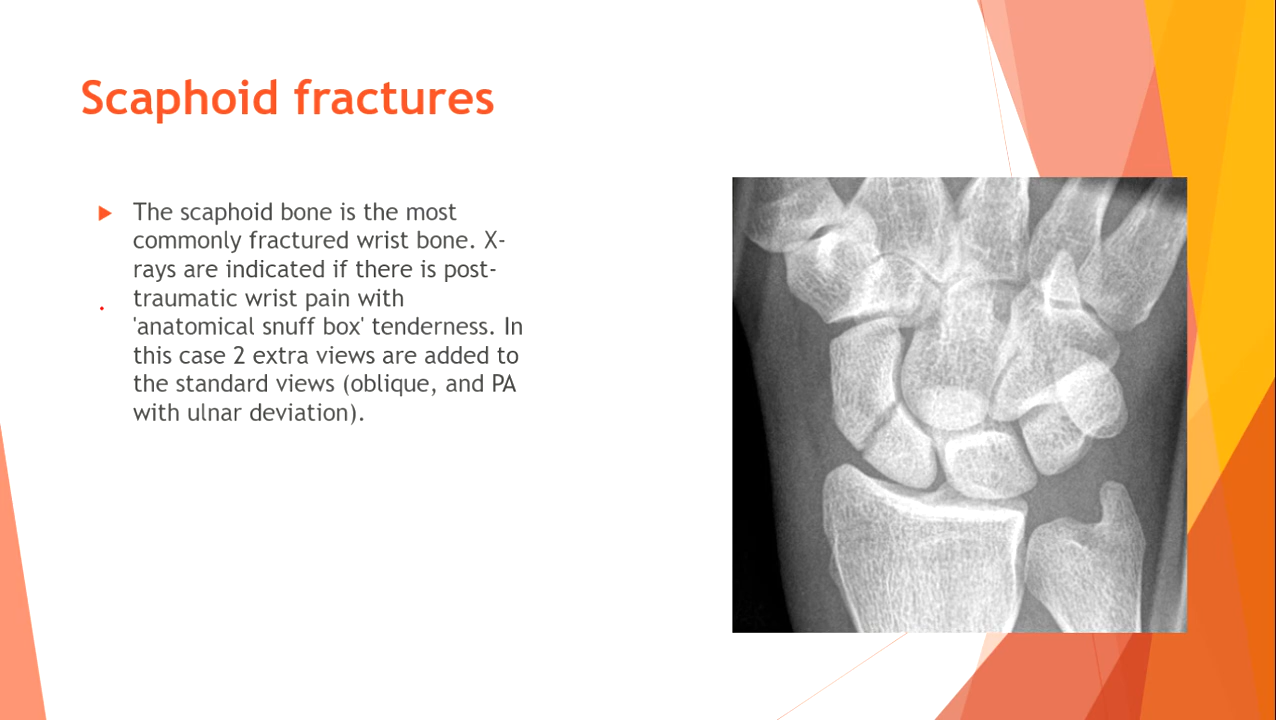 Scaphoid fractures
The scaphoid bone is the most
commonly fractured wrist bone. X-
rays are indicated if there is post-
traumatic wrist pain with
'anatomical snuff box' tenderness. In
this case 2 extra views are added to
the standard views (oblique, and PA
with ulnar deviation).